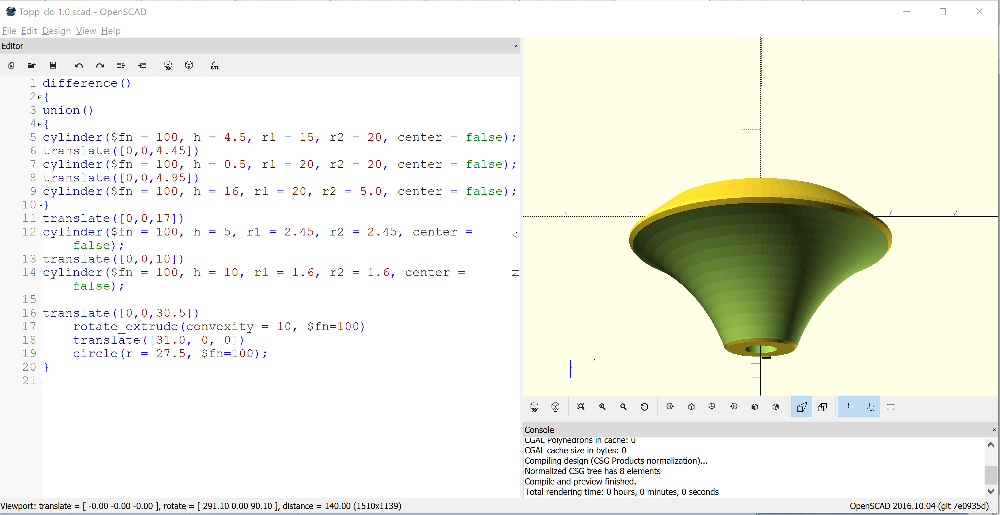 Topp_do 1.0.scad - OpenSCAD
File Edit Design View Help
Editor
STL
1 difference()
2 {
3 union()
4 {
5 cylinder($fn = 100, h = 4.5, r1 = 15, r2 = 20, center = false);
6 translate([0,0,4.45])
7 cylinder($fn = 100, h = 0.5, r1 = 20, r2 = 20, center = false);
8 translate([0,0,4.95])
9 cylinder($fn = 100, h = 16, r1 = 20, r2 = 5.0, center = false);
10 }
11 translate([0,0,17])
12 cylinder($fn = 100, h = 5, r1 = 2.45, r2 = 2.45, center =
false);
13 translate([0,0,10])
14 cylinder($fn = 100, h = 10, r1 = 1.6, r2 = 1.6, center =
false);
15
16 translate([0,0,30.5])
17 rotate_extrude(convexity = 10, $fn=100)
18 translate([31.0, 0, 0])
19 circle(r = 27.5, $fn=100);
20 }
21
y
x
z
10
Console
CGAL Polyhedrons in cache: 0
CGAL cache size in bytes: 0
Compiling design (CSG Products normalization)...
Normalized CSG tree has 8 elements
Compile and preview finished.
Total rendering time: 0 hours, 0 minutes, 0 seconds
Viewport: translate = [ -0.00 -0.00 -0.00 ], rotate = [ 291.10 0.00 90.10 ], distance = 140.00 (1510x1139)
OpenSCAD 2016.10.04 (git 7e0935d)